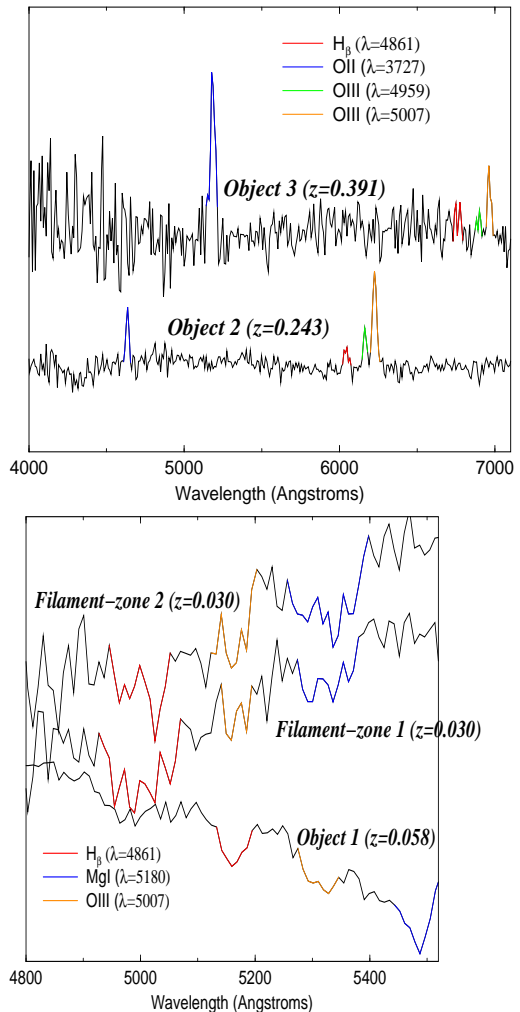 H_β (λ=4861)
OII (λ=3727)
OIII (λ=4959)
OIII (λ=5007)
Object 3 (z=0.391)
Object 2 (z=0.243)
4000 5000 6000 7000
Wavelength (Angstroms)
Filament-zone 2 (z=0.030)
Filament-zone 1 (z=0.030)
Object 1 (z=0.058)
H_β (λ=4861)
MgI (λ=5180)
OIII (λ=5007)
4800 5000 5200 5400
Wavelength (Angstroms)